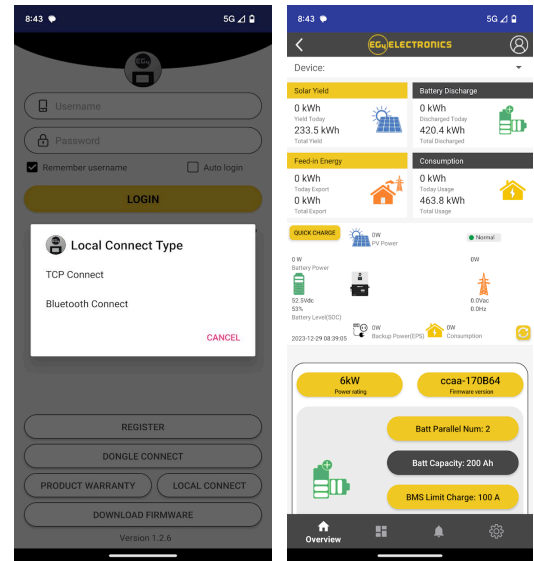 8:43
5G
EG4
Username
Password
Remember username
Auto login
LOGIN
Local Connect Type
TCP Connect
Bluetooth Connect
CANCEL
REGISTER
DONGLE CONNECT
PRODUCT WARRANTY
LOCAL CONNECT
DOWNLOAD FIRMWARE
Version 1.2.6
8:43
5G
EG4 ELECTRONICS
Device:
Solar Yield
Battery Discharge
0 kWh
Yield Today
233.5 kWh
Total Yield
0 kWh
Discharged Today
420.4 kWh
Total Discharged
Feed-in Energy
Consumption
0 kWh
Today Export
0 kWh
Total Export
0 kWh
Today Usage
463.8 kWh
Total Usage
QUICK CHARGE
0W
PV Power
Normal
0 W
Battery Power
0W
52.5Vdc
53%
Battery Level(SOC)
0.0Vac
0.0Hz
2023-12-29 08:39:05
0W
Backup Power(EPS)
0W
Consumption
6kW
Power rating
ccaa-170B64
Firmware version
Batt Parallel Num: 2
Batt Capacity: 200 Ah
BMS Limit Charge: 100 A
Overview